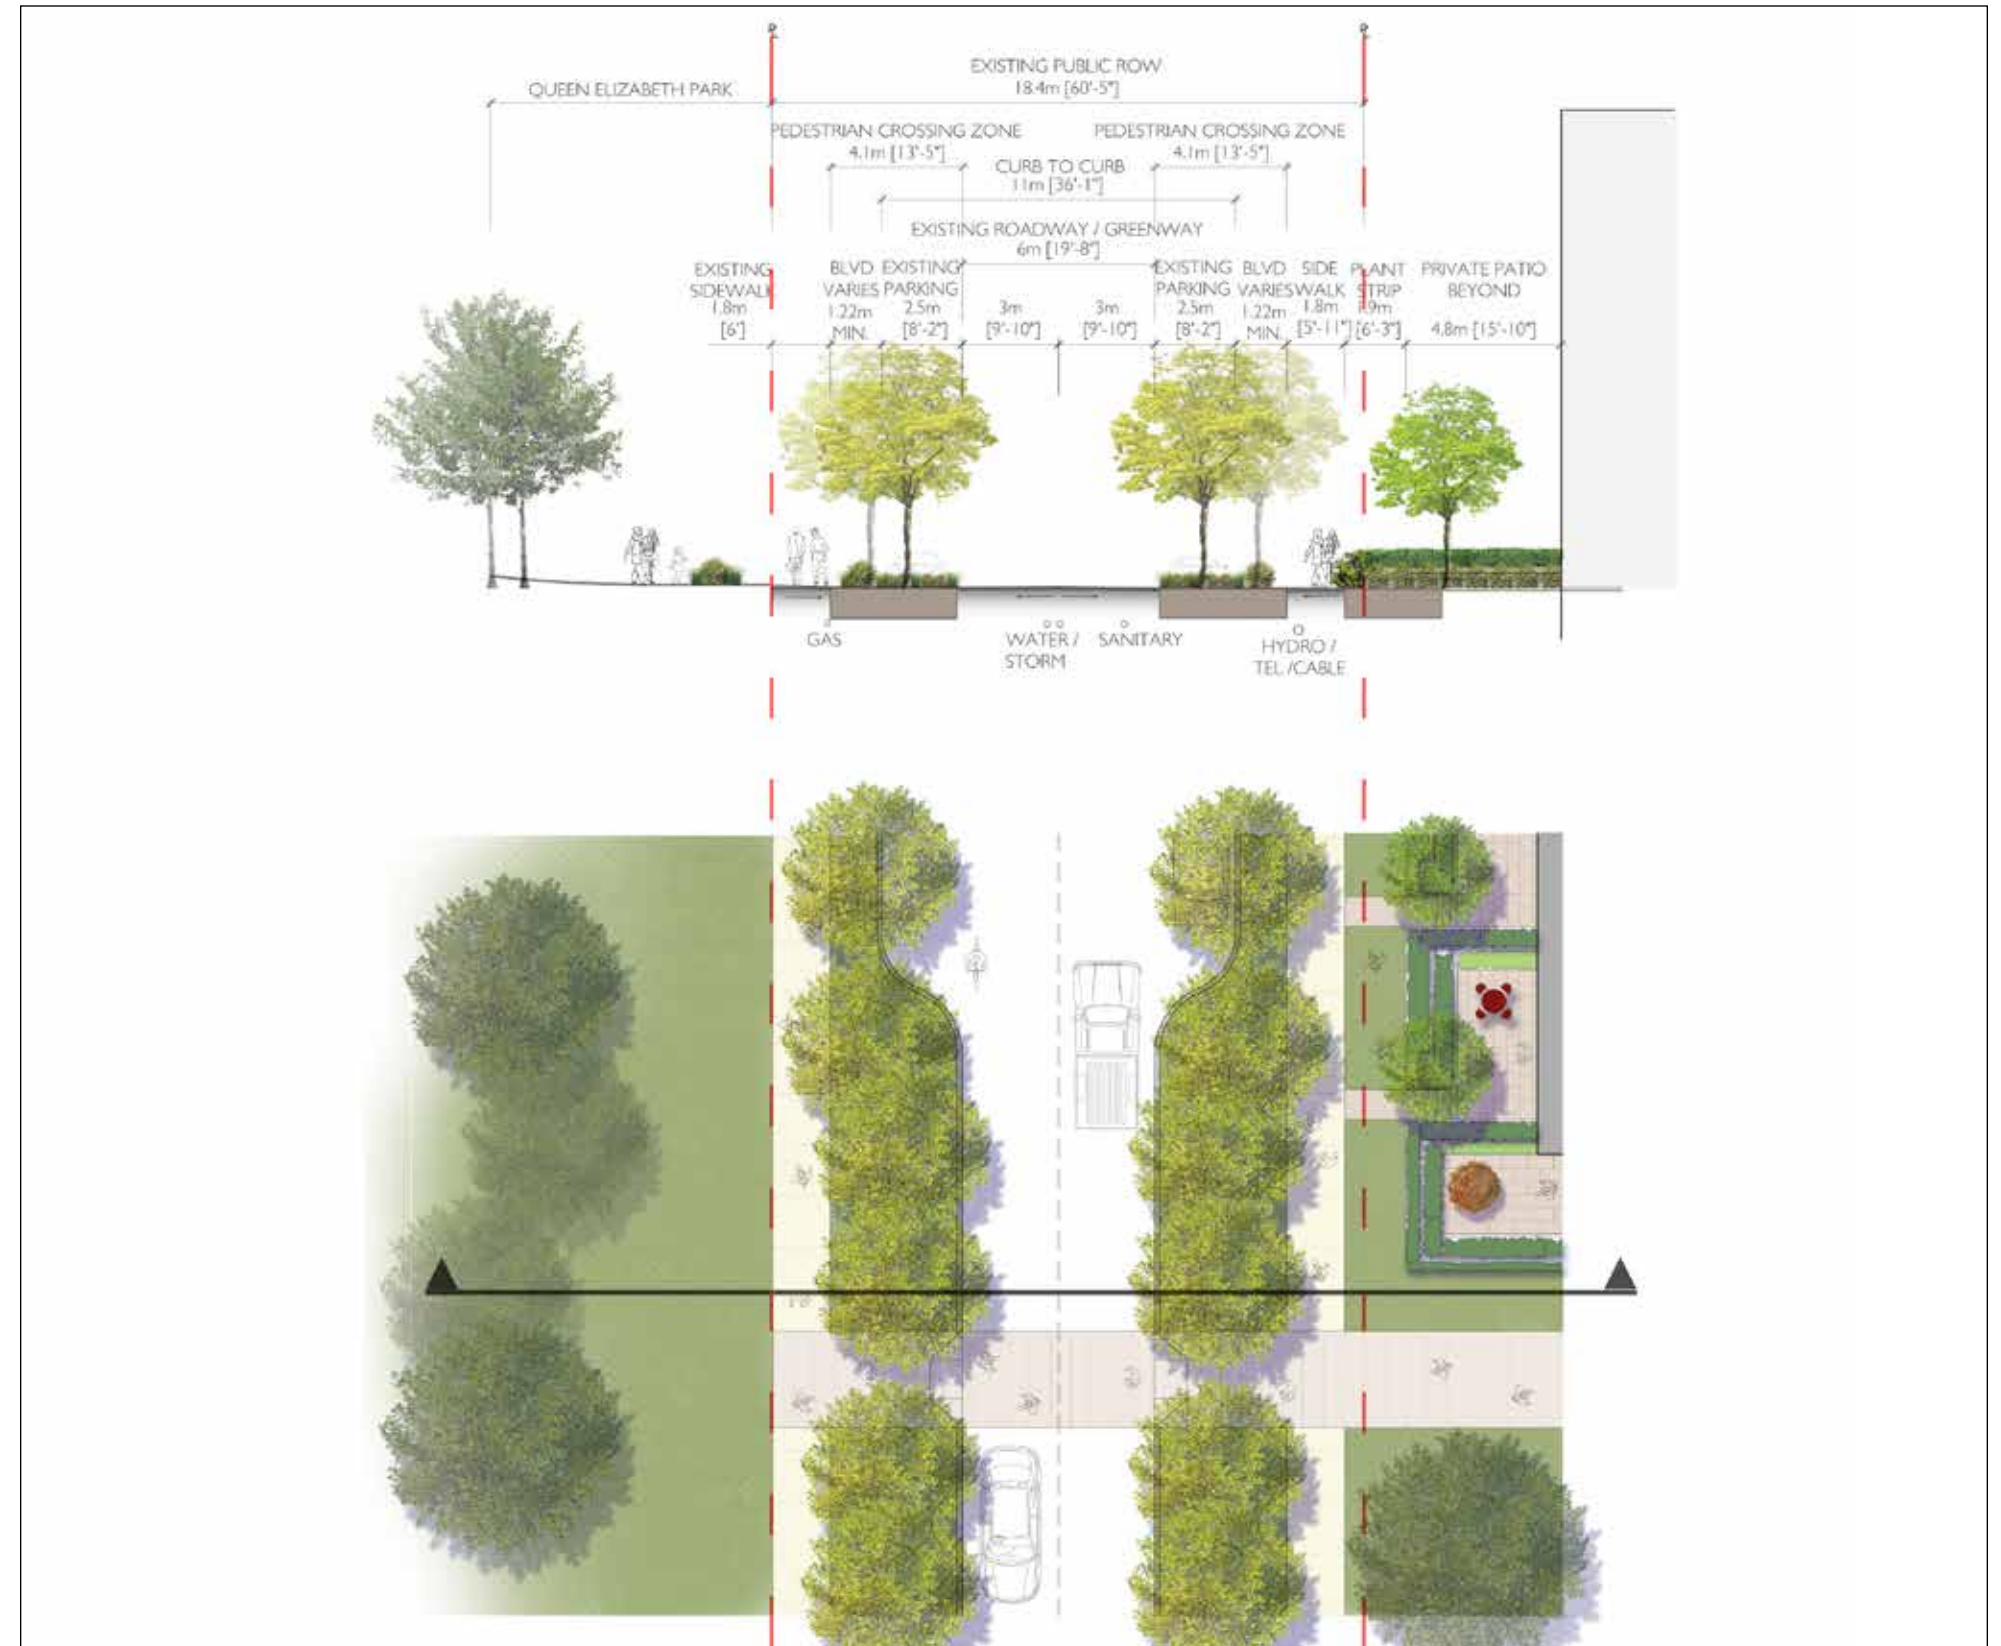 EXISTING PUBLIC ROW
18.4m [60'-5"]
QUEEN ELIZABETH PARK
PEDESTRIAN CROSSING ZONE
4.1m [13'-5"]
PEDESTRIAN CROSSING ZONE
4.1m [13'-5"]
CURB TO CURB
11m [36'-1"]
EXISTING ROADWAY / GREENWAY
6m [19'-8"]
EXISTING
SIDEWALK
1.8m
[6']
BLVD
VARIES
1.22m
MIN.
EXISTING
PARKING
2.5m
[8'-2"]
3m
[9'-10"]
3m
[9'-10"]
EXISTING
PARKING
2.5m
[8'-2"]
BLVD
VARIES
1.22m
MIN.
SIDE
WALK
1.8m
[5'-11"]
PLANT
STRIP
1.9m
[6'-3"]
PRIVATE PATIO
BEYOND
4.8m [15'-10"]
GAS
WATER /
STORM
SANITARY
HYDRO /
TEL /CABLE